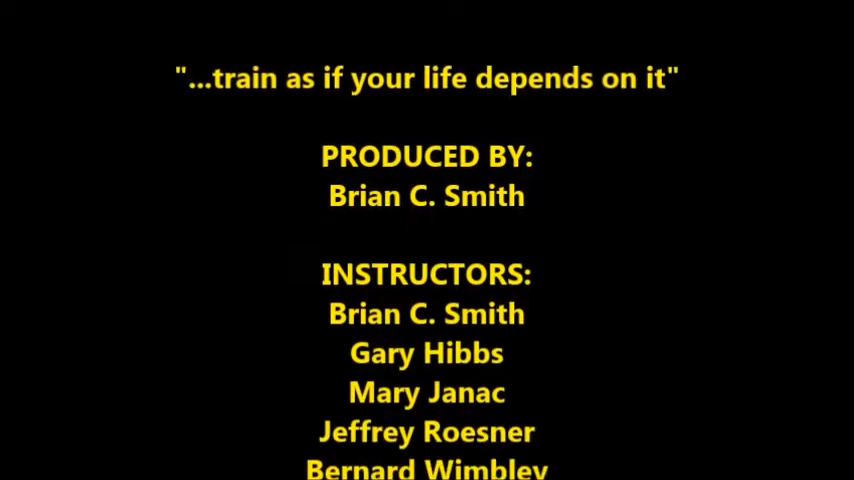 "...train as if your life depends on it"
PRODUCED BY:
Brian C. Smith
INSTRUCTORS:
Brian C. Smith
Gary Hibbs
Mary Janac
Jeffrey Roesner
Bernard Wimbley